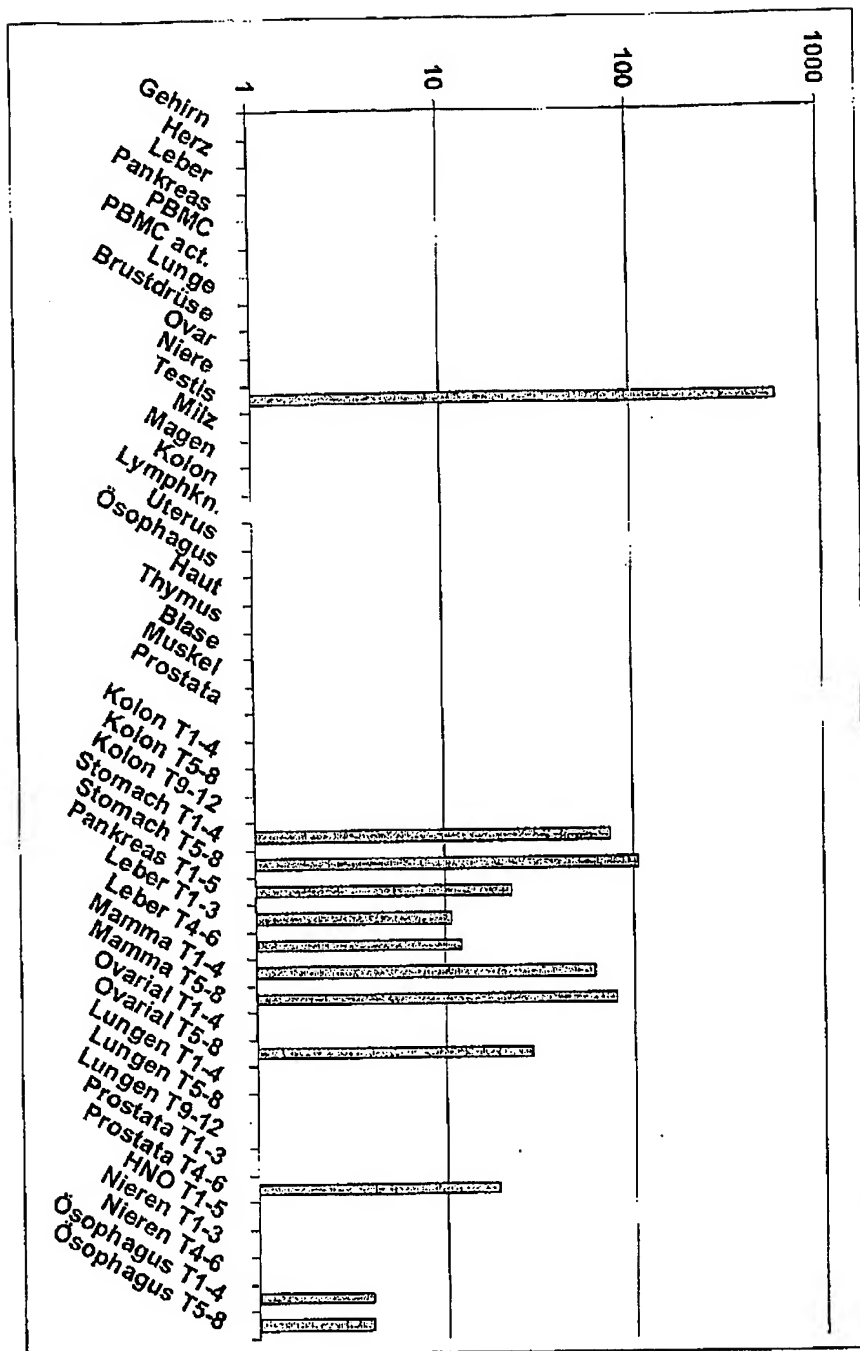 1000
100
10
1
Gehirn
Herz
Leber
Pankreas
PBMC
PBMC act.
Lunge
Brustdrüse
Ovar
Niere
Testis
Milz
Magen
Kolon
Lymphkn.
Uterus
Ösophagus
Haut
Thymus
Blase
Muskel
Prostata
Kolon T1-4
Kolon T5-8
Kolon T9-12
Stomach T1-4
Stomach T5-8
Pankreas T1-5
Leber T1-3
Leber T4-6
Mamma T1-4
Mamma T5-8
Ovarial T1-4
Ovarial T5-8
Lungen T1-4
Lungen T5-8
Lungen T9-12
Prostata T1-3
Prostata T4-6
HNO T1-5
Nieren T1-3
Nieren T4-6
Ösophagus T1-4
Ösophagus T5-8